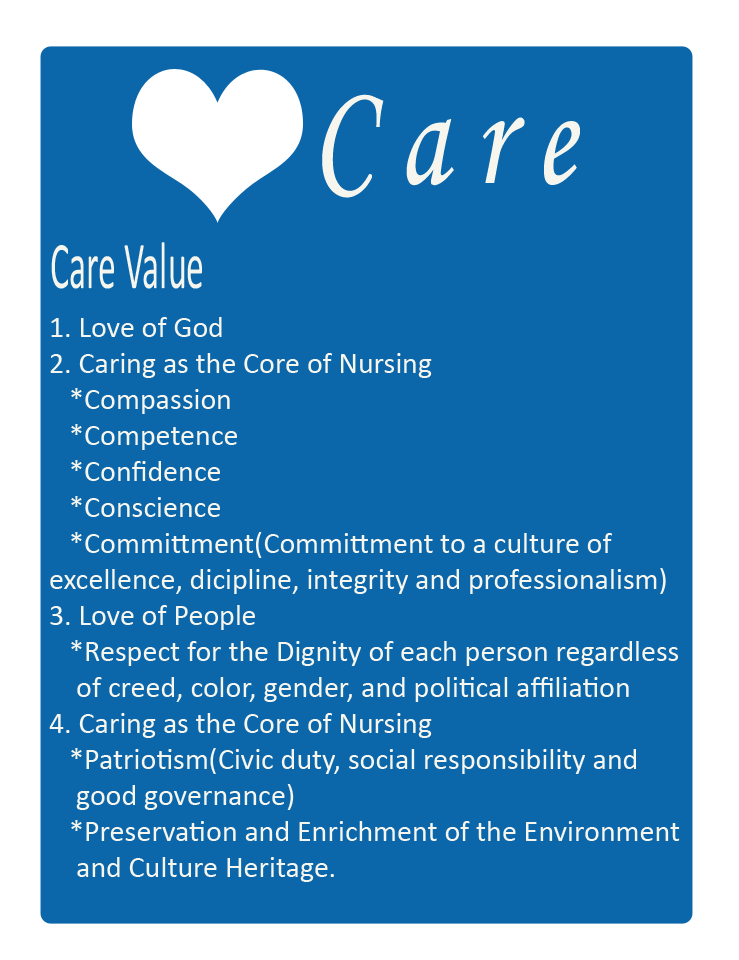 Care
Care Value
1. Love of God
2. Caring as the Core of Nursing
*Compassion
*Competence
*Confidence
*Conscience
*Committment(Committment to a culture of
excellence, dicipline, integrity and professionalism)
3. Love of People
*Respect for the Dignity of each person regardless
of creed, color, gender, and political affiliation
4. Caring as the Core of Nursing
*Patriotism(Civic duty, social responsibility and
good governance)
*Preservation and Enrichment of the Environment
and Culture Heritage.